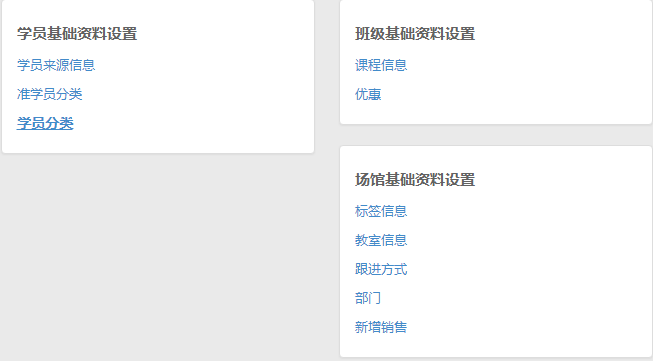 学员基础资料设置
学员来源信息
准学员分类
学员分类
班级基础资料设置
课程信息
优惠
场馆基础资料设置
标签信息
教室信息
跟进方式
部门
新增销售